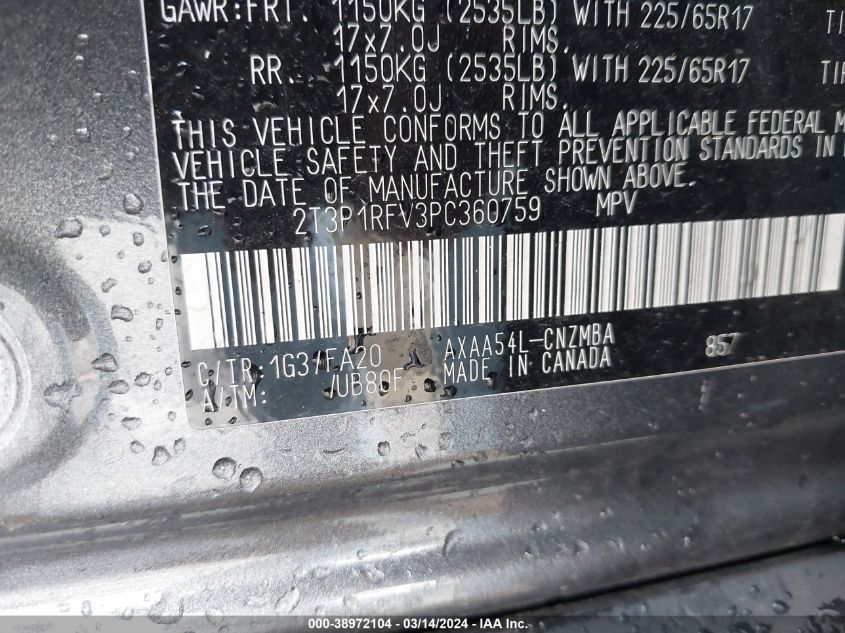 GAWR:FRT. 1150KG (2535LB) WITH 225/65R17
17x7.0J RIMS.
RR. 1150KG (2535LB) WITH 225/65R17
17x7.0J RIMS.
THIS VEHICLE CONFORMS TO ALL APPLICABLE FEDERAL
VEHICLE SAFETY AND THEFT PREVENTION STANDARDS IN
THE DATE OF MANUFACTURE SHOWN ABOVE.
2T3P1RFV3PC360759 MPV
C/TR: 1G3/FA20 AXAA54L-CNZMBA 857
A/TM: /UB80F MADE IN CANADA
000-38972104 - 03/14/2024 - IAA Inc.